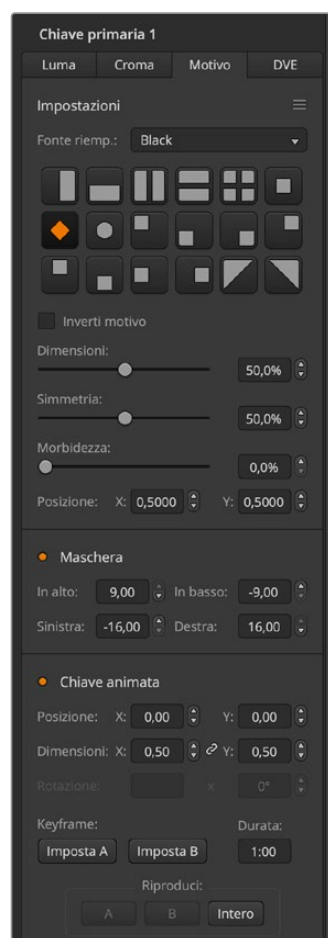 Chiave primaria 1
Luma Croma Motivo DVE
Impostazioni
Fonte riemp.: Black
Inverti motivo
Dimensioni:
50,0%
Simmetria:
50,0%
Morbidezza:
0,0%
Posizione: X: 0,5000 Y: 0,5000
Maschera
In alto: 9,00 In basso: -9,00
Sinistra: -16,00 Destra: 16,00
Chiave animata
Posizione: X: 0,00 Y: 0,00
Dimensioni: X: 0,50 Y: 0,50
Rotazione: x 0°
Keyframe: Durata:
Imposta A Imposta B 1:00
Riproduci:
A B Intero